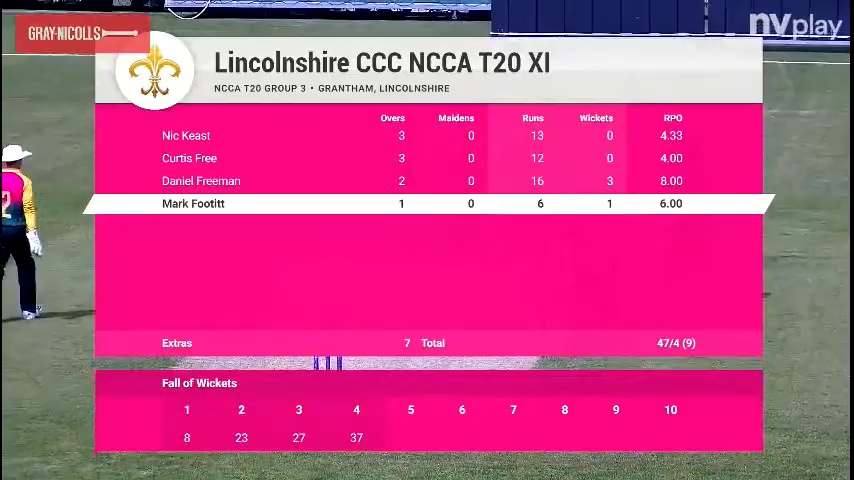 GRAY-NICOLLS
nvplay
Lincolnshire CCC NCCA T20 XI
NCCA T20 GROUP 3 • GRANTHAM, LINCOLNSHIRE
Overs Maidens Runs Wickets RPO
Nic Keast 3 0 13 0 4.33
Curtis Free 3 0 12 0 4.00
Daniel Freeman 2 0 16 3 8.00
Mark Footitt 1 0 6 1 6.00
Extras 7 Total 47/4 (9)
Fall of Wickets
1 2 3 4 5 6 7 8 9 10
8 23 27 37